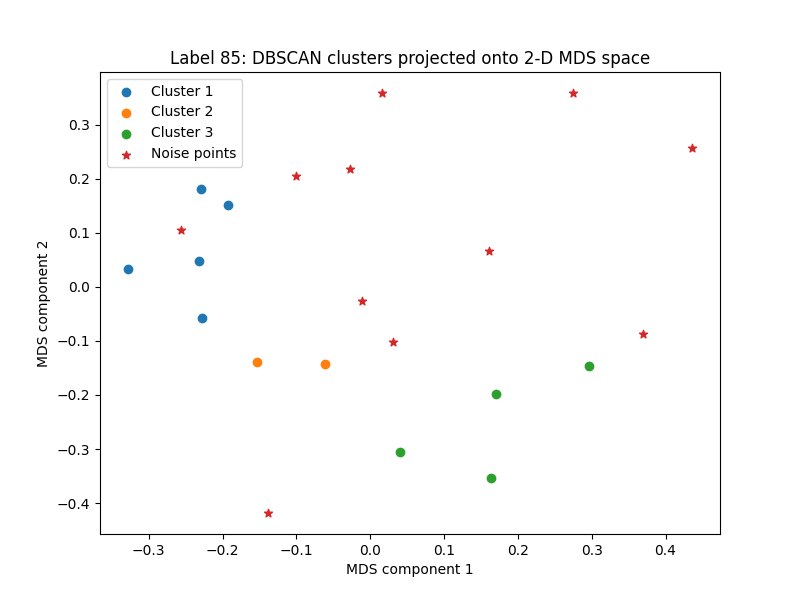 Label 85: DBSCAN clusters projected onto 2-D MDS space
Cluster 1
Cluster 2
Cluster 3
Noise points
MDS component 2
0.3
0.2
0.1
0.0
−0.1
−0.2
−0.3
−0.4
−0.3 −0.2 −0.1 0.0 0.1 0.2 0.3 0.4
MDS component 1